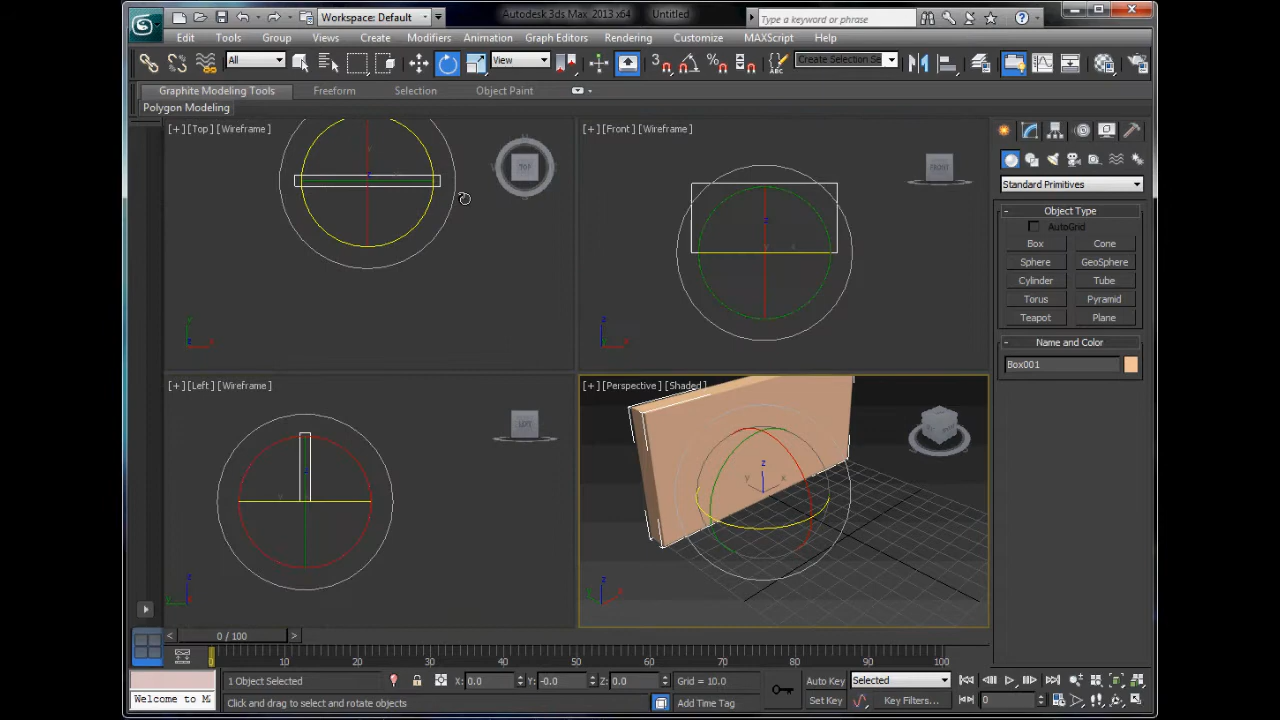 Workspace: Default
Autodesk 3ds Max 2013 x64 Untitled
Type a keyword or phrase
Edit Tools Group Views Create Modifiers Animation Graph Editors Rendering Customize MAXScript Help
All
View
Create Selection Se
Graphite Modeling Tools Freeform Selection Object Paint
Polygon Modeling
[+] [Top] [Wireframe]
TOP
[+] [Front] [Wireframe]
FRONT
[+] [Left] [Wireframe]
LEFT
[+] [Perspective] [Shaded]
Standard Primitives
Object Type
AutoGrid
Box Cone
Sphere GeoSphere
Cylinder Tube
Torus Pyramid
Teapot Plane
Name and Color
Box001
0 / 100
0 10 20 30 40 50 60 70 80 90 100
1 Object Selected
X: 0.0 Y: -0.0 Z: 0.0
Grid = 10.0
Auto Key Selected
Welcome to M
Click and drag to select and rotate objects
Add Time Tag
Set Key Key Filters...
0